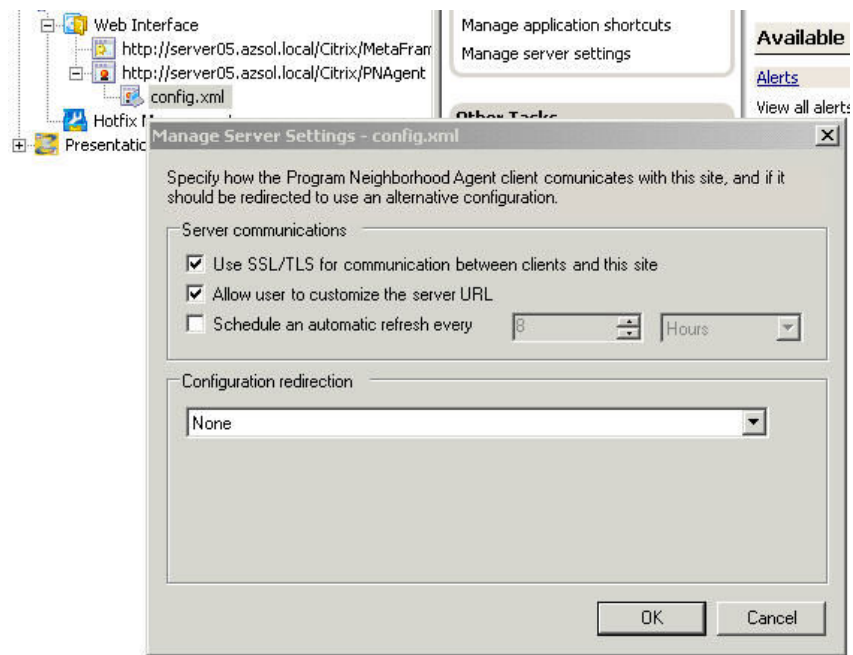 Web Interface
http://server05.azsol.local/Citrix/MetaFram
http://server05.azsol.local/Citrix/PNAgent
config.xml
Hotfix
Presentatio
Manage application shortcuts
Manage server settings
Other Tasks
Available
Alerts
View all alerts
Manage Server Settings - config.xml
Specify how the Program Neighborhood Agent client comunicates with this site, and if it
should be redirected to use an alternative configuration.
Server communications
Use SSL/TLS for communication between clients and this site
Allow user to customize the server URL
Schedule an automatic refresh every 8 Hours
Configuration redirection
None
OK Cancel